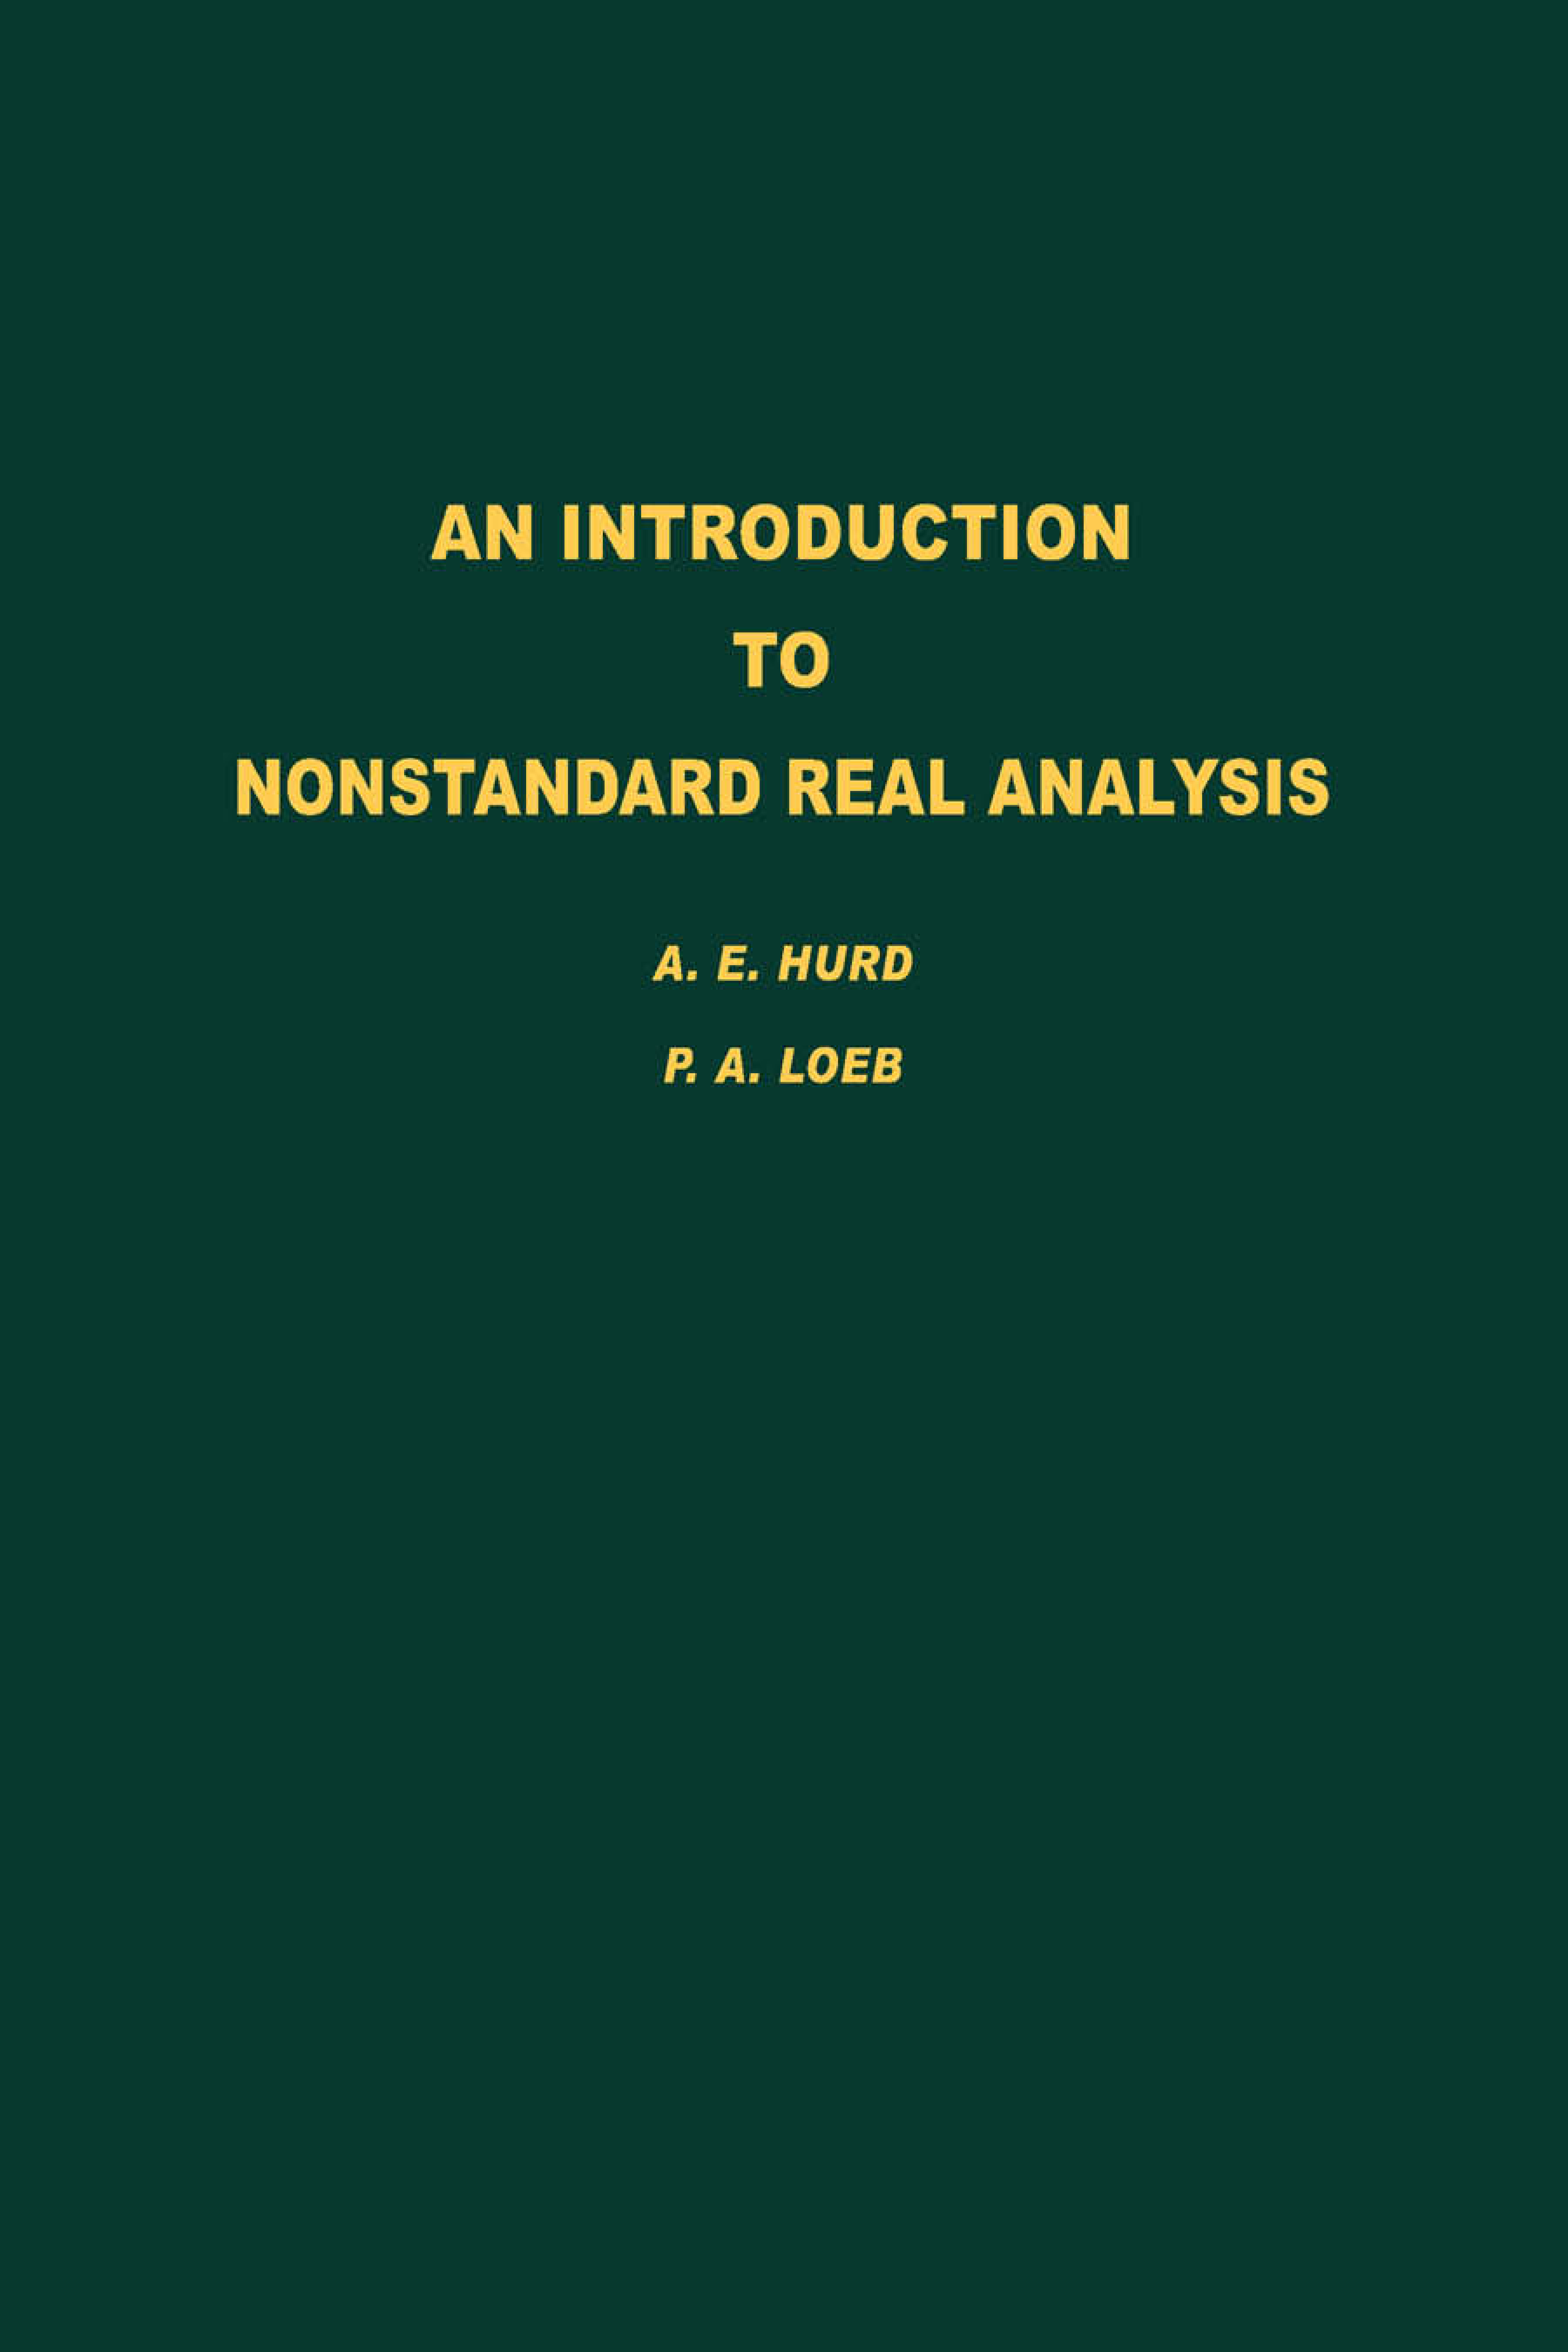 AN INTRODUCTION
TO
NONSTANDARD REAL ANALYSIS
A. E. HURD
P. A. LOEB